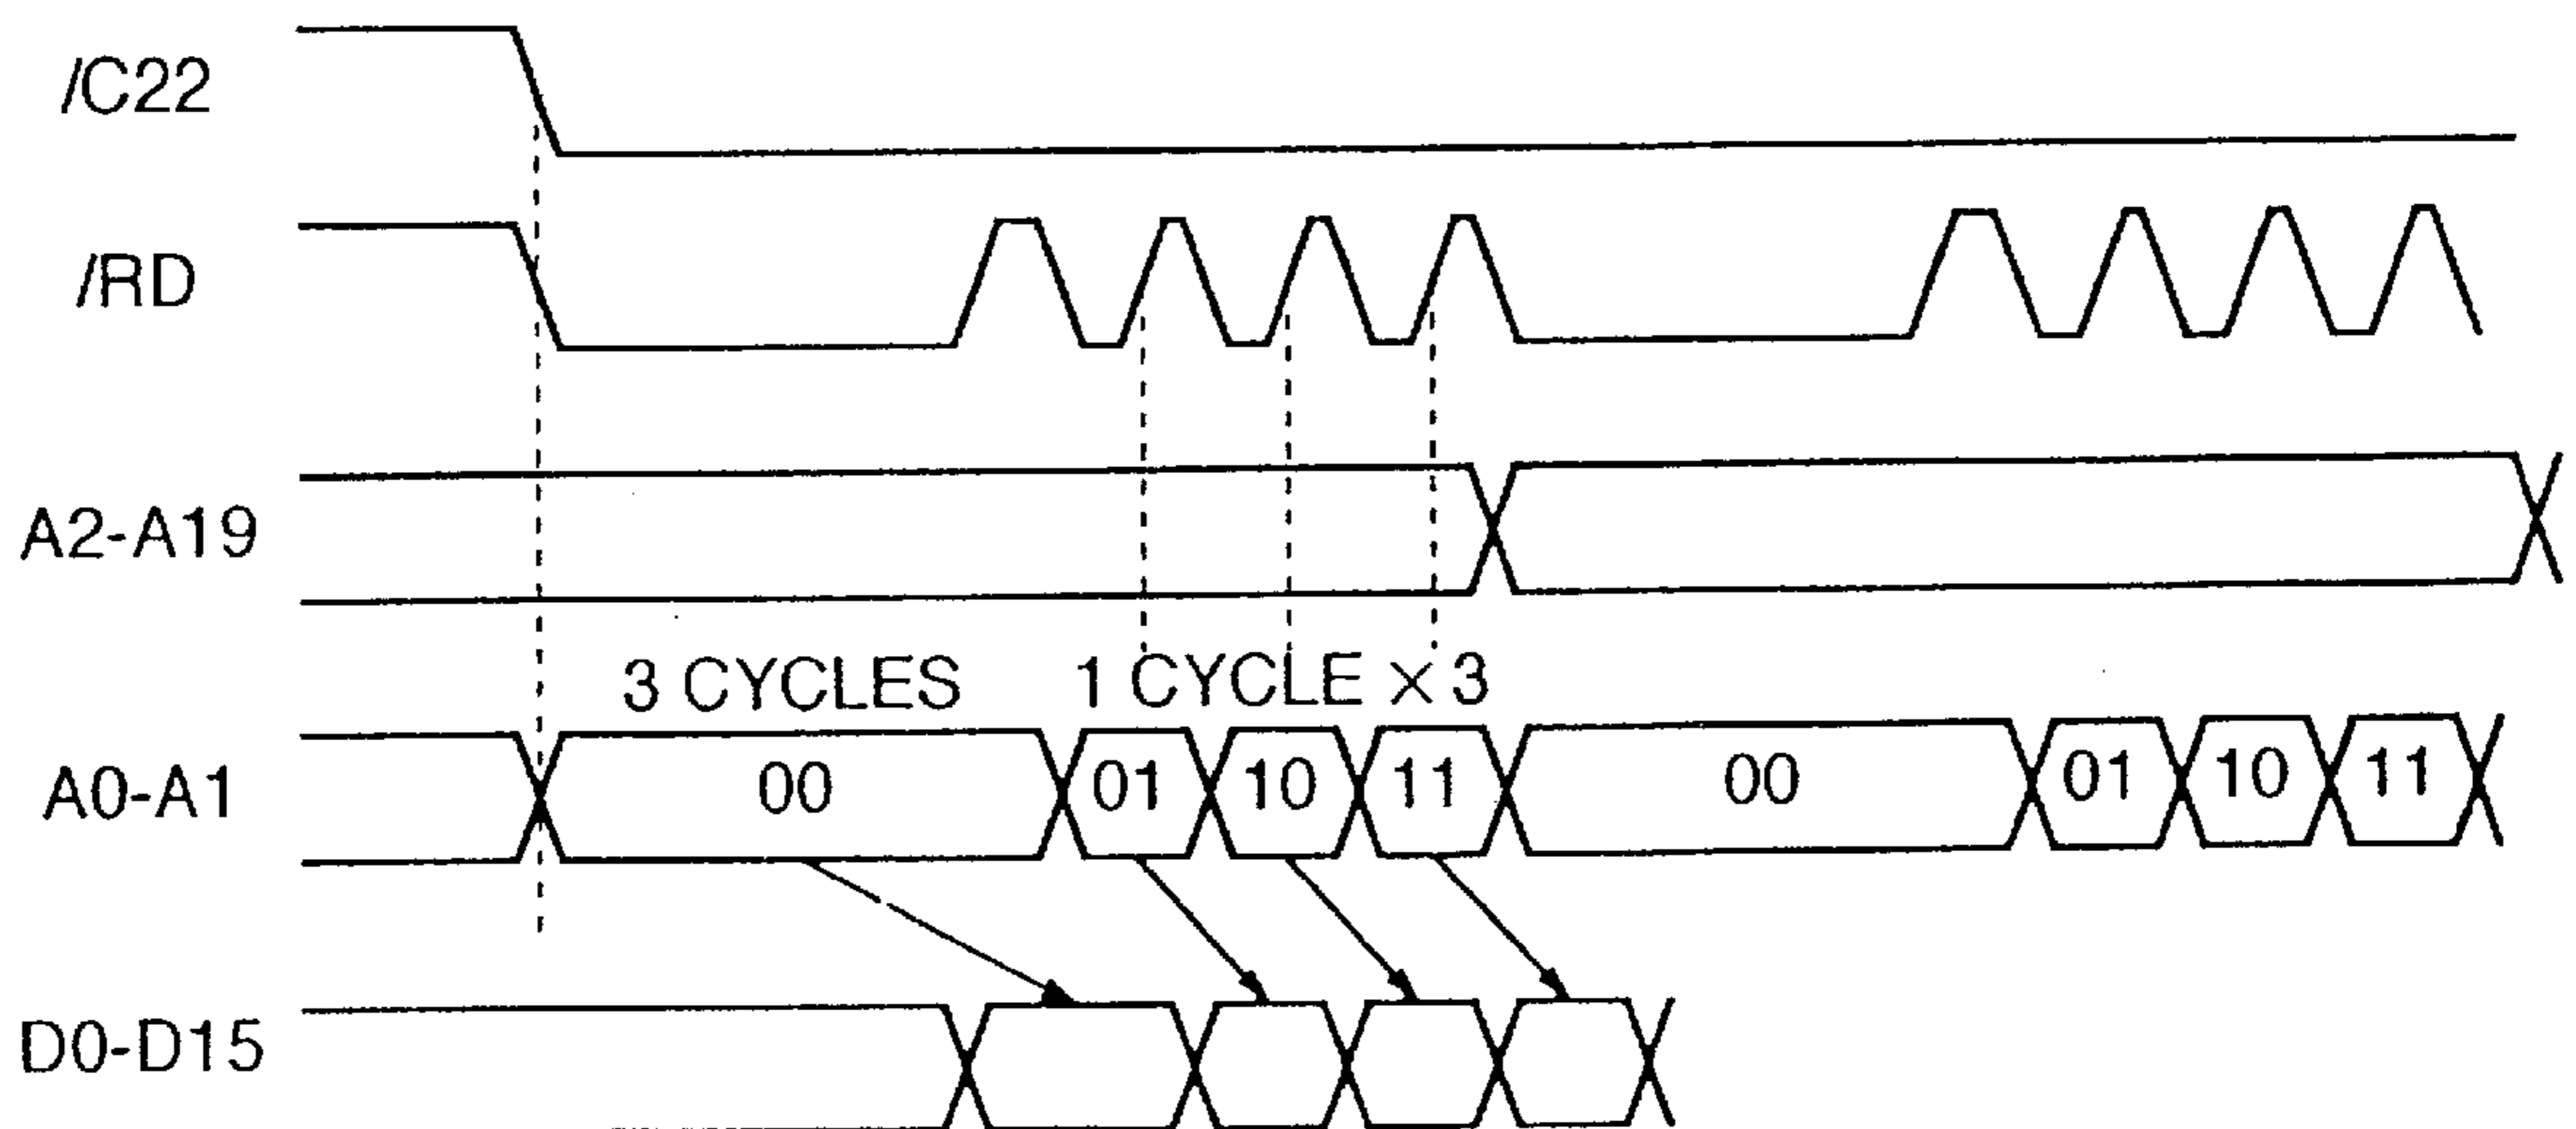 /C22
/RD
A2-A19
3 CYCLES 1 CYCLE × 3
A0-A1 00 01 10 11 00 01 10 11
D0-D15